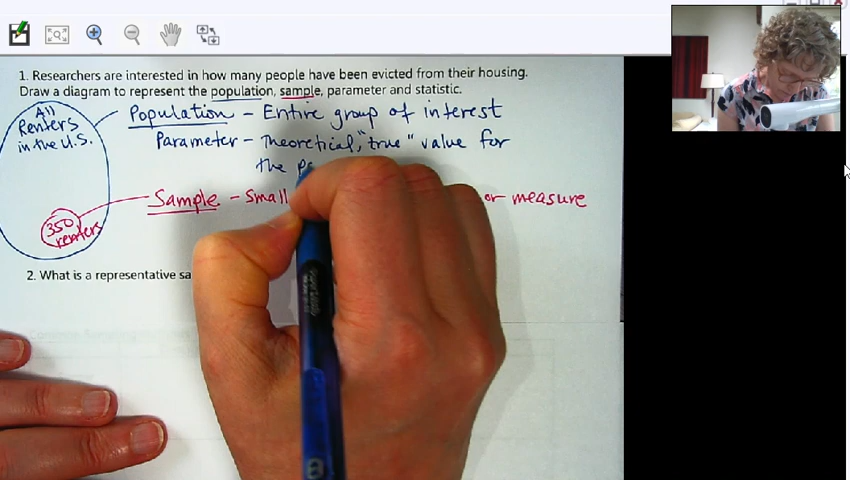 1. Researchers are interested in how many people have been evicted from their housing.
Draw a diagram to represent the population, sample, parameter and statistic.
All
Renters
in the U.S.
Population - Entire group of interest
Parameter - Theoretical, "true" value for
the
Sample - Small
or measure
350
renters
2. What is a representative